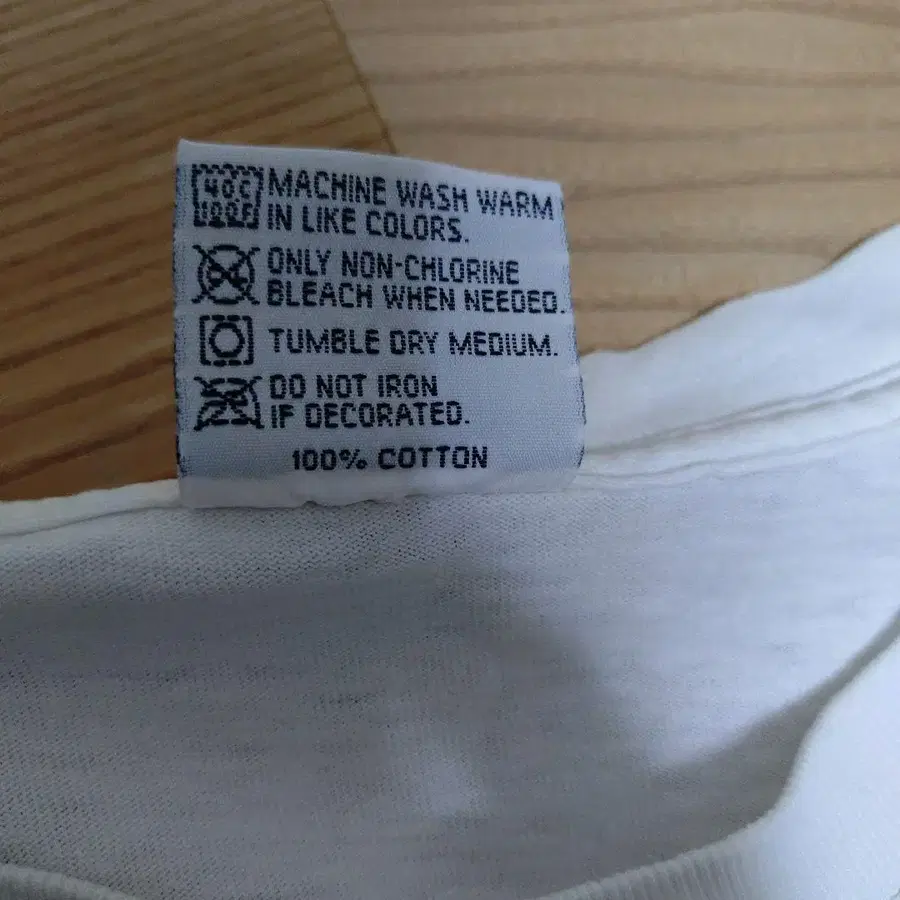 40C
100F
MACHINE WASH WARM
IN LIKE COLORS.
ONLY NON-CHLORINE
BLEACH WHEN NEEDED.
TUMBLE DRY MEDIUM.
DO NOT IRON
IF DECORATED.
100% COTTON